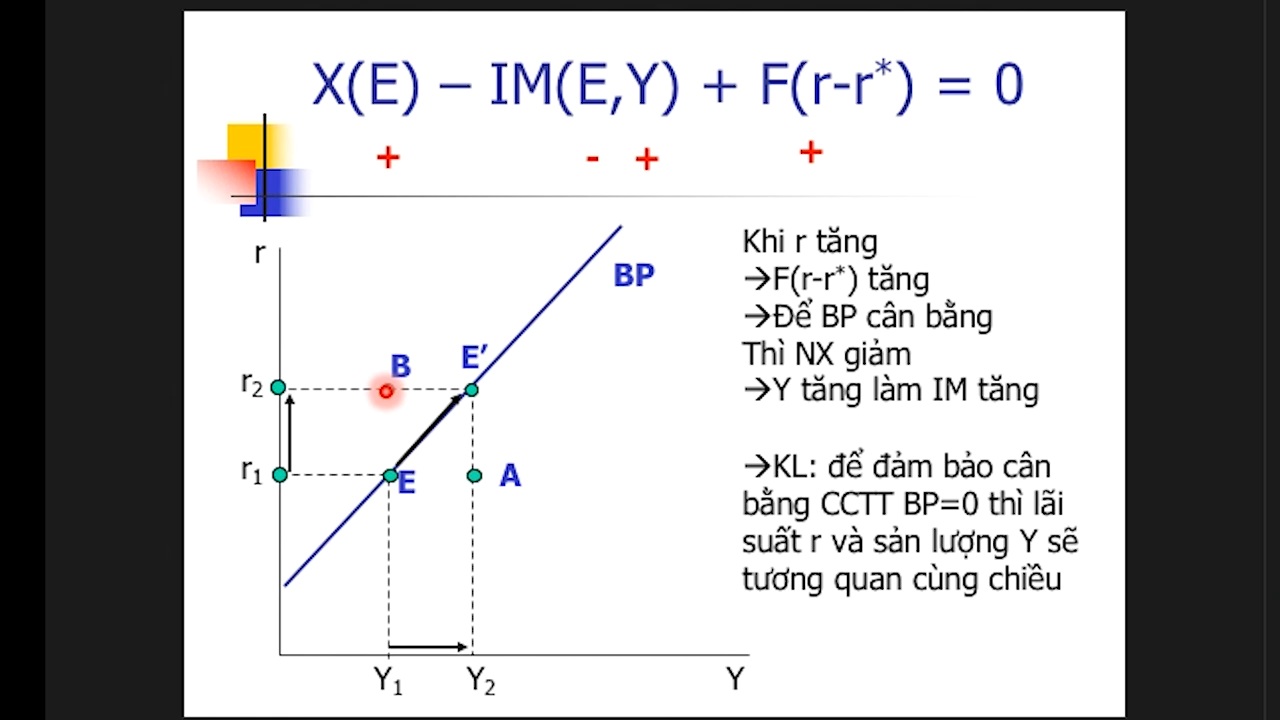 X(E) – IM(E,Y) + F(r-r*) = 0
+ - + +
r
BP
B
E’
r2
r1
E
A
Y1
Y2
Y
Khi r tăng
→F(r-r*) tăng
→Để BP cân bằng
Thì NX giảm
→Y tăng làm IM tăng
→KL: để đảm bảo cân
bằng CCTT BP=0 thì lãi
suất r và sản lượng Y sẽ
tương quan cùng chiều